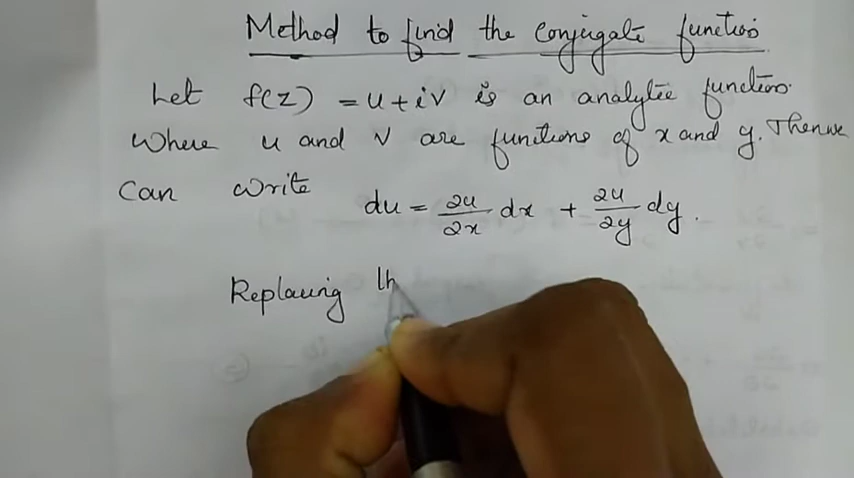 Method to find the Conjugate function
Let f(z) = u + iv is an analytic function.
Where u and v are functions of x and y. Then we
Can write du = ∂u/∂x dx + ∂u/∂y dy.
Replacing th